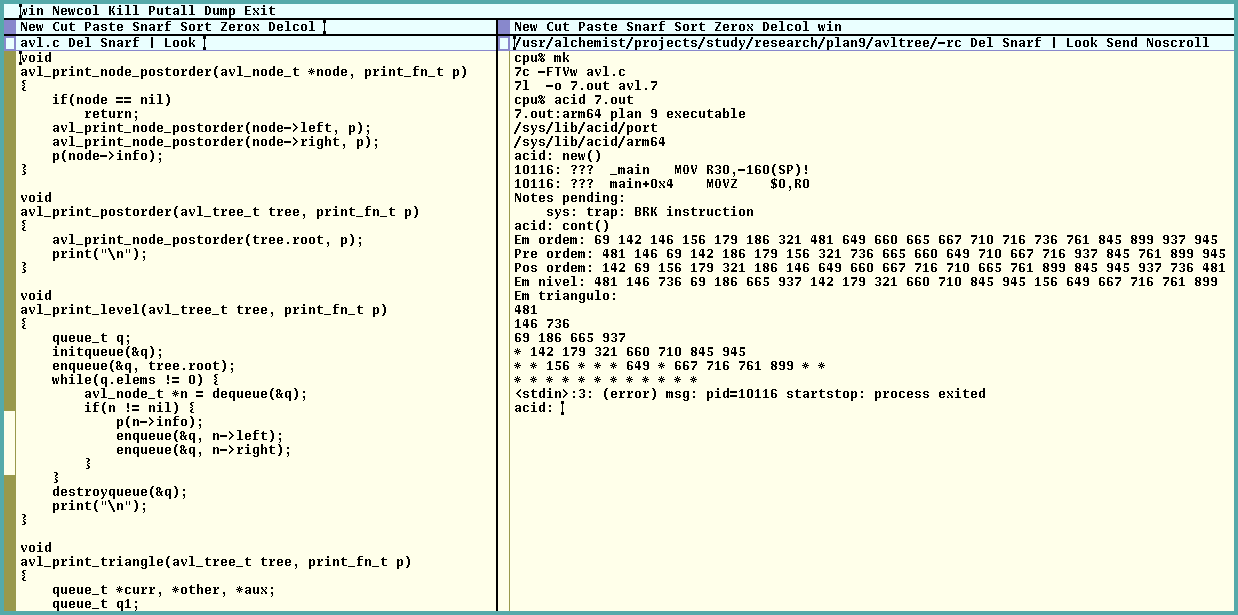 win Newcol Kill Putall Dump Exit
New Cut Paste Snarf Sort Zerox Delcol
avl.c Del Snarf | Look
void
avl_print_node_postorder(avl_node_t *node, print_fn_t p)
{
    if(node == nil)
        return;
    avl_print_node_postorder(node->left, p);
    avl_print_node_postorder(node->right, p);
    p(node->info);
}

void
avl_print_postorder(avl_tree_t tree, print_fn_t p)
{
    avl_print_node_postorder(tree.root, p);
    print("\n");
}

void
avl_print_level(avl_tree_t tree, print_fn_t p)
{
    queue_t q;
    initqueue(&q);
    enqueue(&q, tree.root);
    while(q.elems != 0) {
        avl_node_t *n = dequeue(&q);
        if(n != nil) {
            p(n->info);
            enqueue(&q, n->left);
            enqueue(&q, n->right);
        }
    }
    destroyqueue(&q);
    print("\n");
}

void
avl_print_triangle(avl_tree_t tree, print_fn_t p)
{
    queue_t *curr, *other, *aux;
    queue_t q1;
New Cut Paste Snarf Sort Zerox Delcol win
/usr/alchemist/projects/study/research/plan9/avltree/-rc Del Snarf | Look Send Noscroll
cpu% mk
7c -FTVw avl.c
7l  -o 7.out avl.7
cpu% acid 7.out
7.out:arm64 plan 9 executable
/sys/lib/acid/port
/sys/lib/acid/arm64
acid: new()
10116: ???  _main   MOV R30,-160(SP)!
10116: ???  main+0x4    MOVZ    $0,R0
Notes pending:
    sys: trap: BRK instruction
acid: cont()
Em ordem: 69 142 146 156 179 186 321 481 649 660 665 667 710 716 736 761 845 899 937 945
Pre ordem: 481 146 69 142 186 179 156 321 736 665 660 649 710 667 716 937 845 761 899 945
Pos ordem: 142 69 156 179 321 186 146 649 660 667 716 710 665 761 899 845 945 937 736 481
Em nivel: 481 146 736 69 186 665 937 142 179 321 660 710 845 945 156 649 667 716 761 899
Em triangulo:
481
146 736
69 186 665 937
* 142 179 321 660 710 845 945
* * 156 * * * 649 * 667 716 761 899 * *
* * * * * * * * * * * *
<stdin>:3: (error) msg: pid=10116 startstop: process exited
acid: